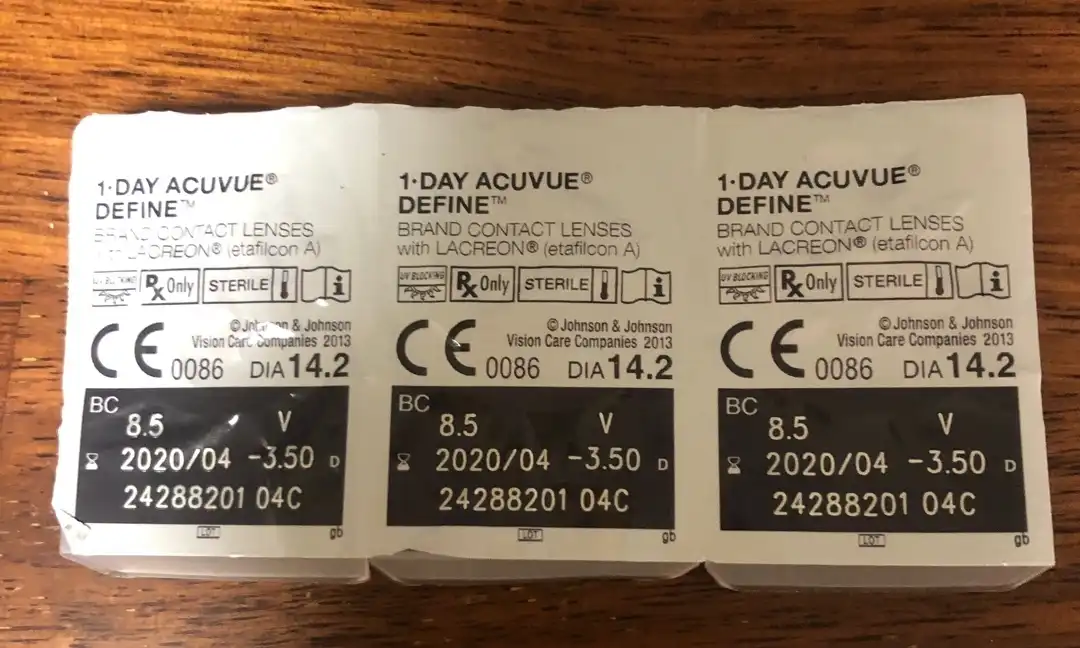 1·DAY ACUVUE®
DEFINE™
BRAND CONTACT LENSES
with LACREON® (etafilcon A)
UV BLOCKING
Rx Only
STERILE
i
© Johnson & Johnson
Vision Care Companies 2013
CE 0086 DIA 14.2
BC
8.5 V
2020/04 -3.50 D
24288201 04C
LOT
gb
1·DAY ACUVUE®
DEFINE™
BRAND CONTACT LENSES
with LACREON® (etafilcon A)
UV BLOCKING
Rx Only
STERILE
i
© Johnson & Johnson
Vision Care Companies 2013
CE 0086 DIA 14.2
BC
8.5 V
2020/04 -3.50 D
24288201 04C
LOT
gb
1·DAY ACUVUE®
DEFINE™
BRAND CONTACT LENSES
with LACREON® (etafilcon A)
UV BLOCKING
Rx Only
STERILE
i
© Johnson & Johnson
Vision Care Companies 2013
CE 0086 DIA 14.2
BC
8.5 V
2020/04 -3.50 D
24288201 04C
LOT
gb